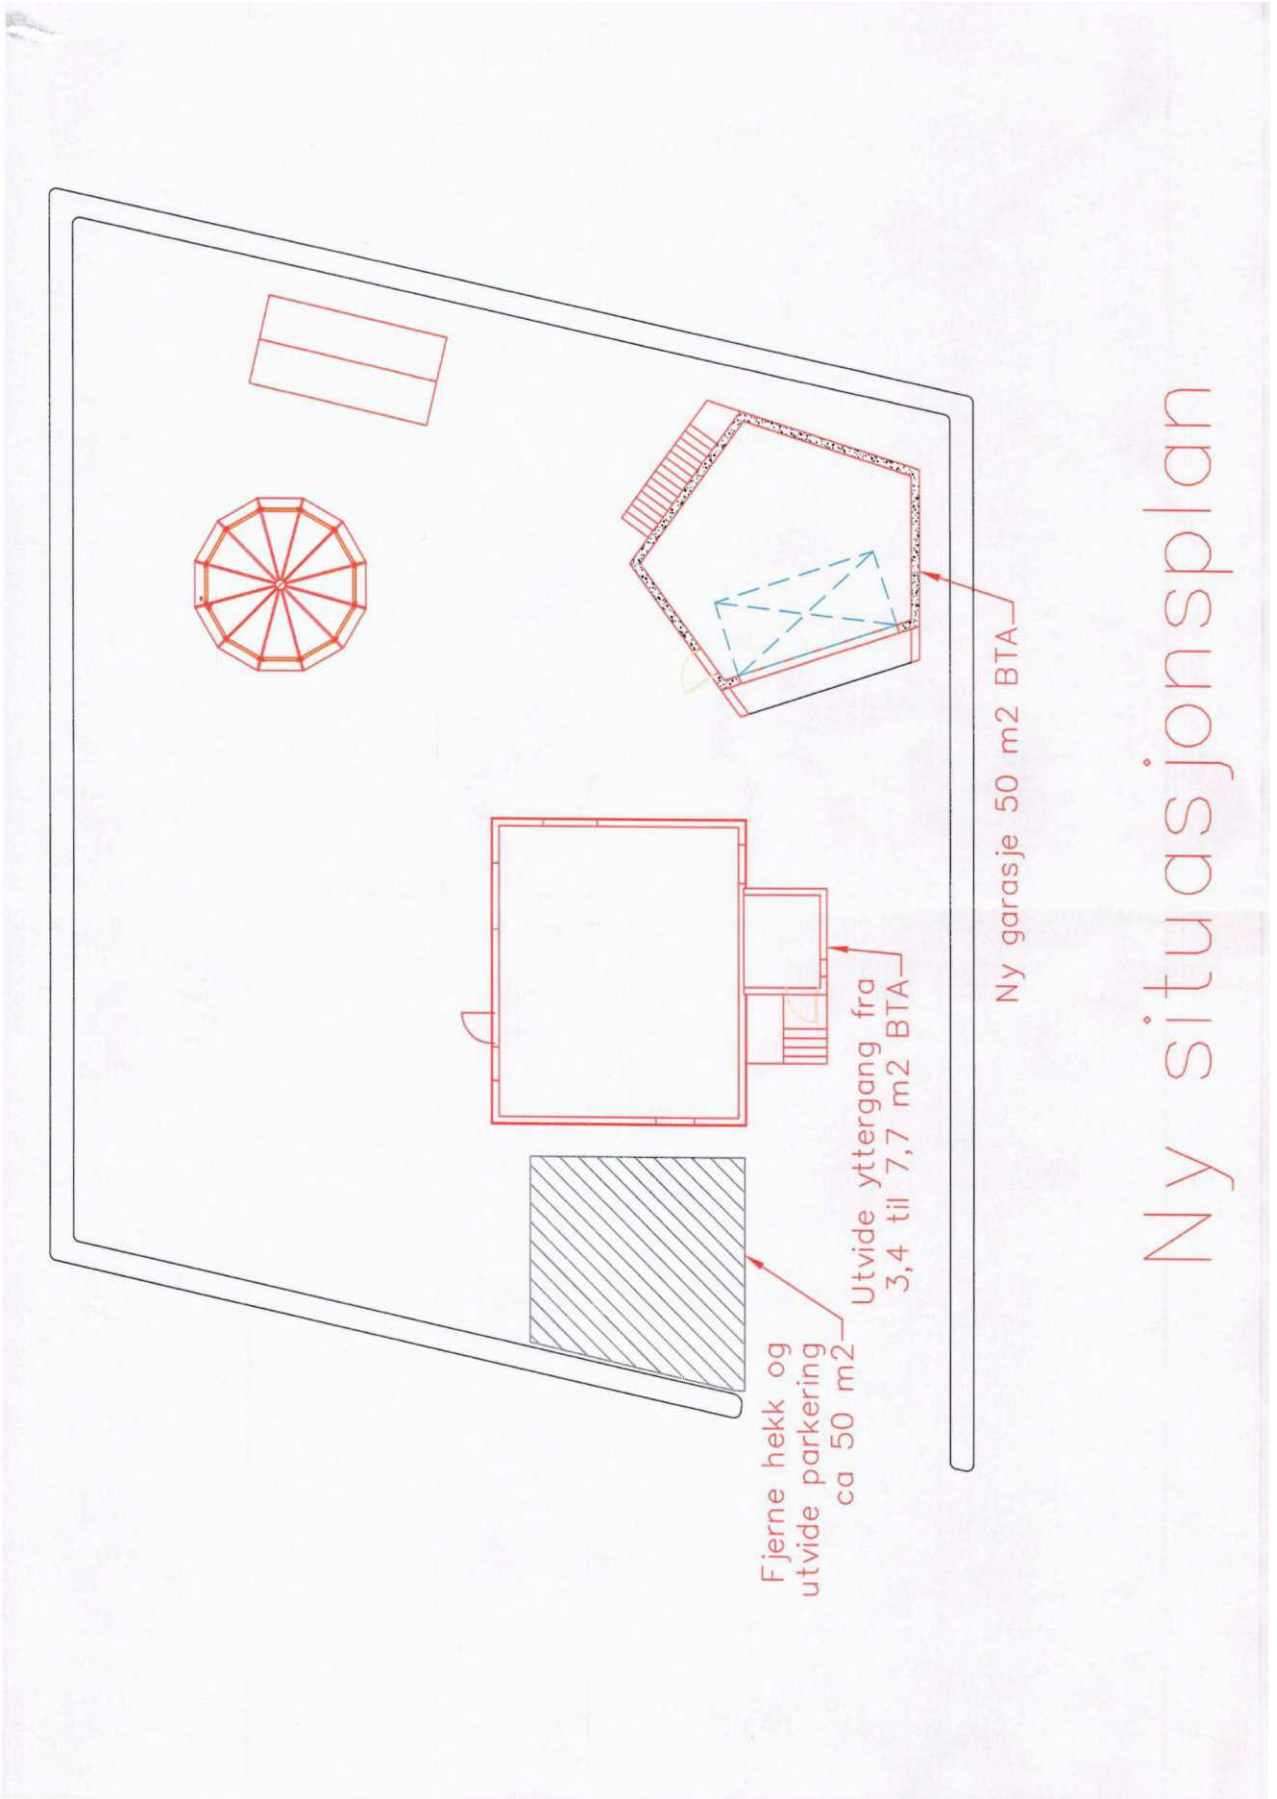 Fjerne hekk og
utvide parkering
ca 50 m2
Utvide yttergang fra
3,4 til 7,7 m2 BTA
Ny garasje 50 m2 BTA
Ny situasjonsplan